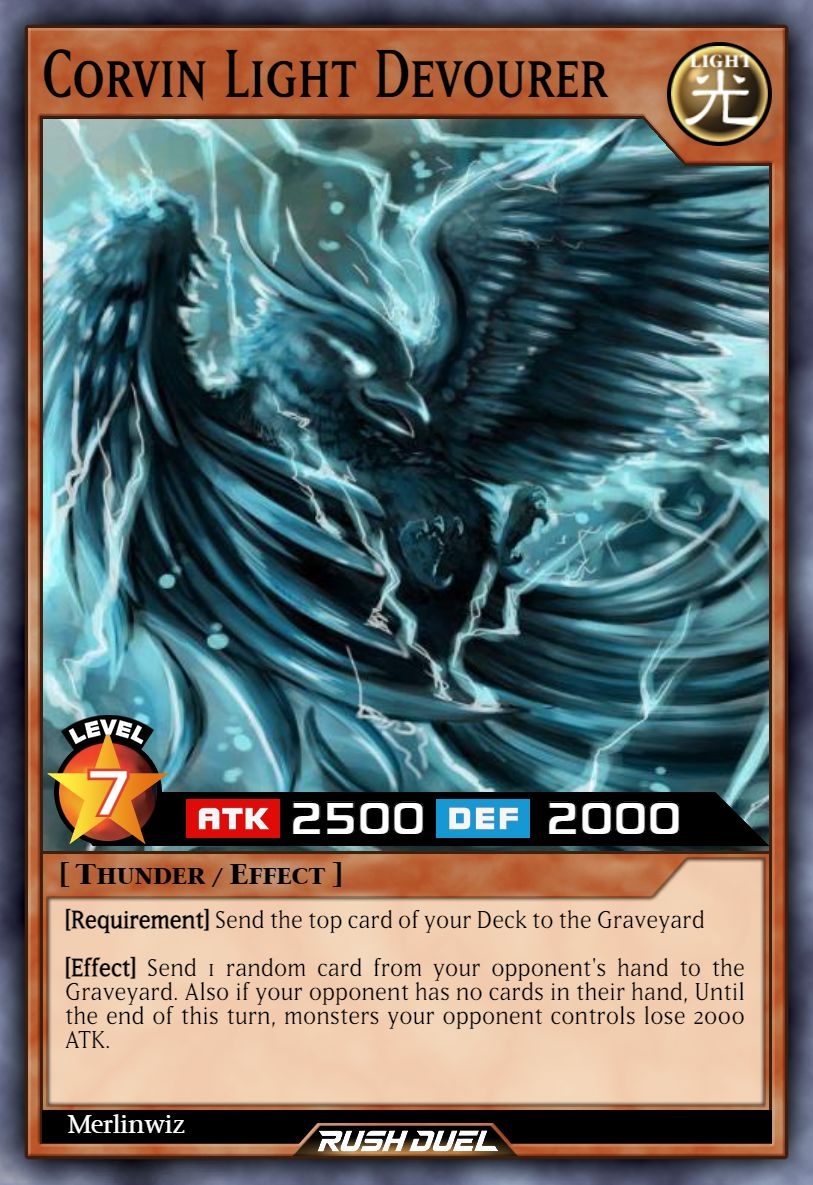 Corvin Light Devourer
LIGHT
光
LEVEL
7
ATK 2500 DEF 2000
[ Thunder / Effect ]
[Requirement] Send the top card of your Deck to the Graveyard
[Effect] Send 1 random card from your opponent's hand to the
Graveyard. Also if your opponent has no cards in their hand, Until
the end of this turn, monsters your opponent controls lose 2000
ATK.
Merlinwiz
RUSH DUEL